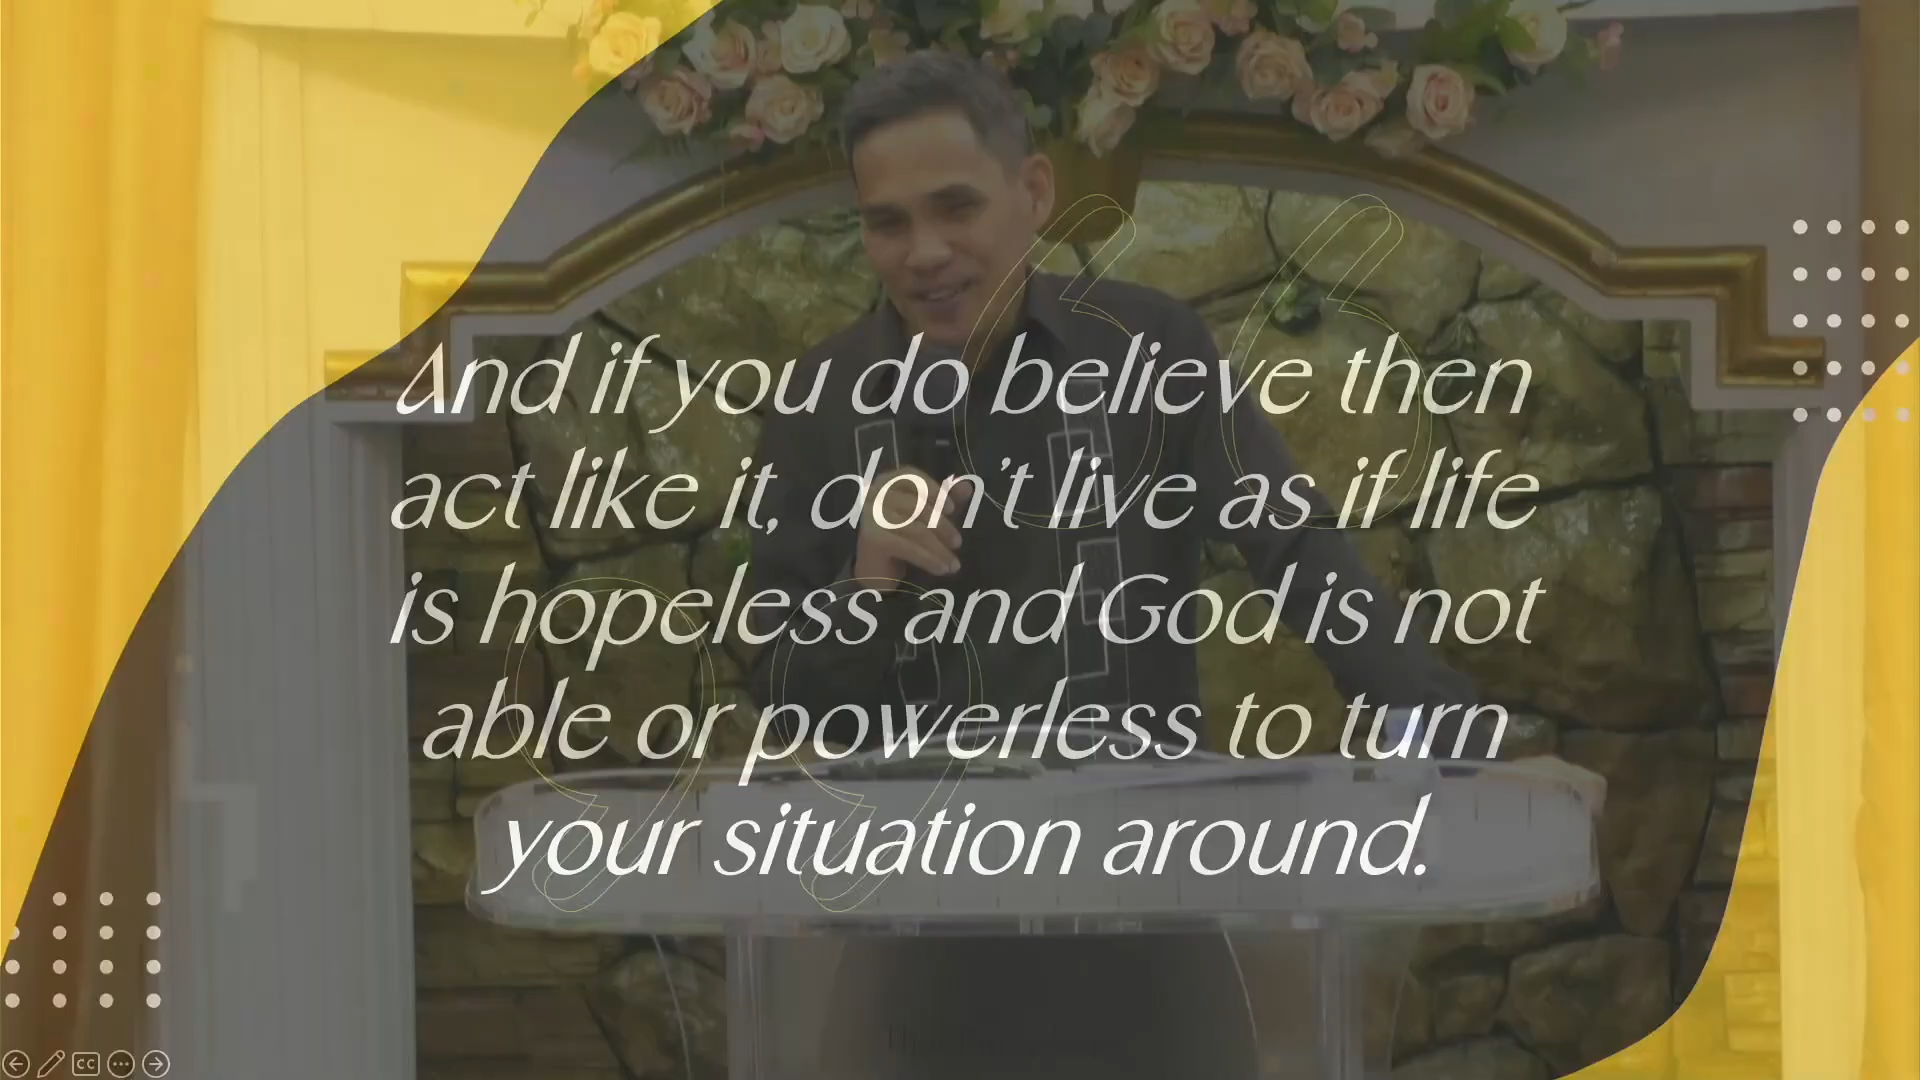 And if you do believe then
act like it, don't live as if life
is hopeless and God is not
able or powerless to turn
your situation around.
CC